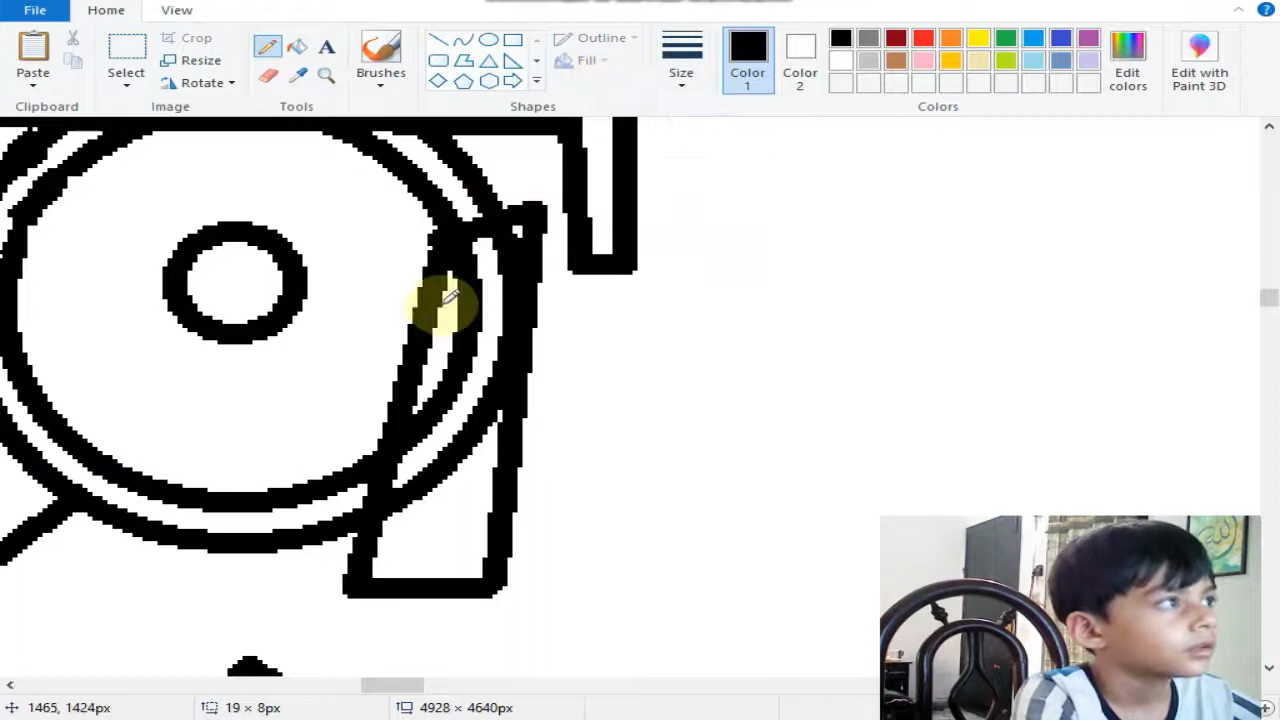 File Home View
Paste
Clipboard
Select
Crop
Resize
Rotate
Image
A
Tools
Brushes
Outline
Fill
Shapes
Size
Color 1
Color 2
Edit colors
Colors
Edit with Paint 3D
1465, 1424px 19 × 8px 4928 × 4640px